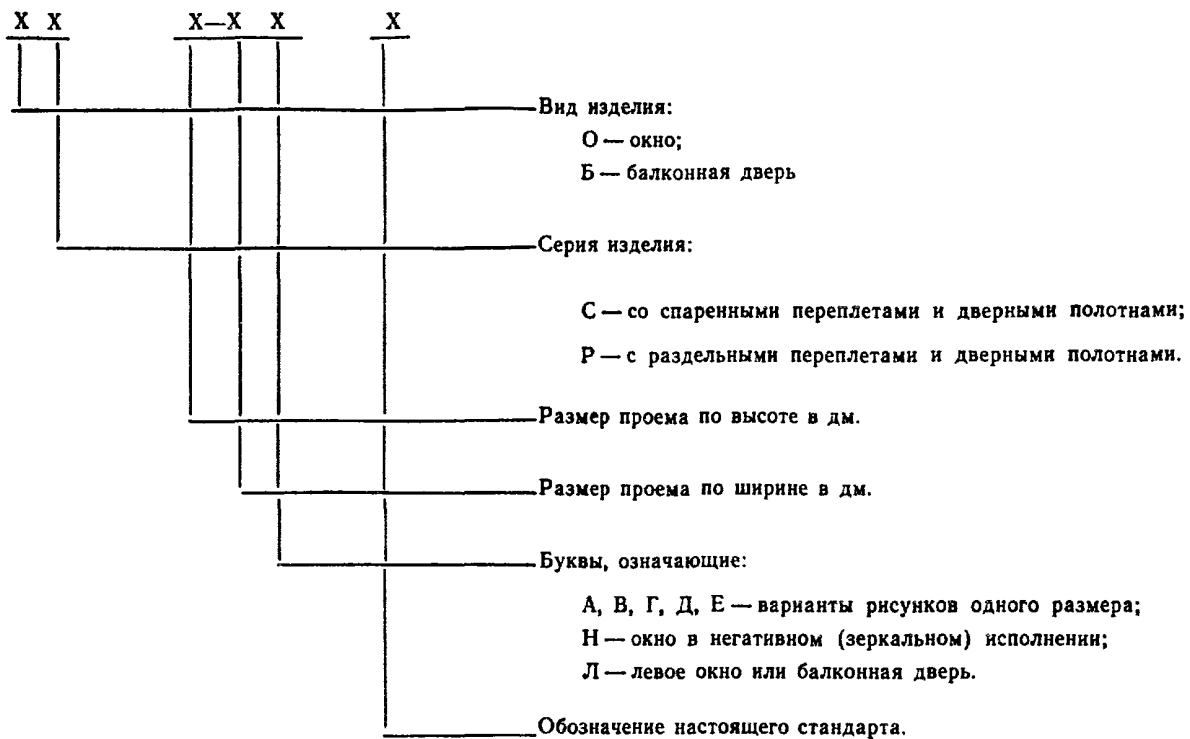 Х Х Х—Х Х Х
Вид изделия:
О — окно;
Б — балконная дверь
Серия изделия:
С — со спаренными переплетами и дверными полотнами;
Р — с раздельными переплетами и дверными полотнами.
Размер проема по высоте в дм.
Размер проема по ширине в дм.
Буквы, означающие:
А, В, Г, Д, Е — варианты рисунков одного размера;
Н — окно в негативном (зеркальном) исполнении;
Л — левое окно или балконная дверь.
Обозначение настоящего стандарта.